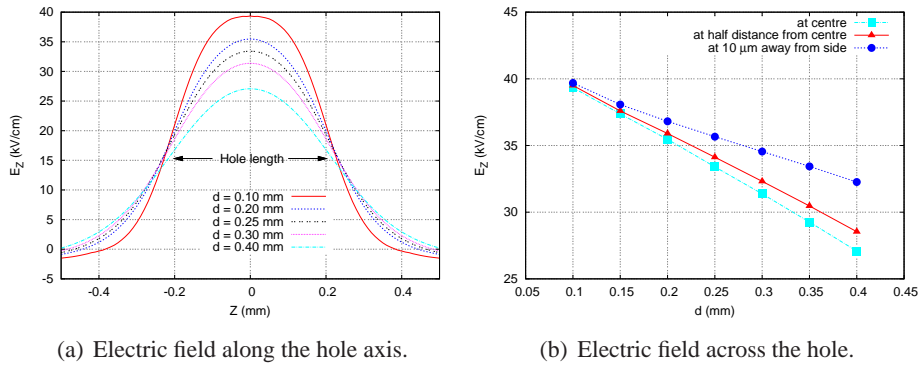 40
35
30
25
20
15
10
5
0
-5
-0.4
-0.2
0
0.2
0.4
E_Z (kV/cm)
Z (mm)
Hole length
d = 0.10 mm
d = 0.20 mm
d = 0.25 mm
d = 0.30 mm
d = 0.40 mm
(a) Electric field along the hole axis.
45
40
35
30
25
0.05
0.1
0.15
0.2
0.25
0.3
0.35
0.4
0.45
E_Z (kV/cm)
d (mm)
at centre
at half distance from centre
at 10 µm away from side
(b) Electric field across the hole.